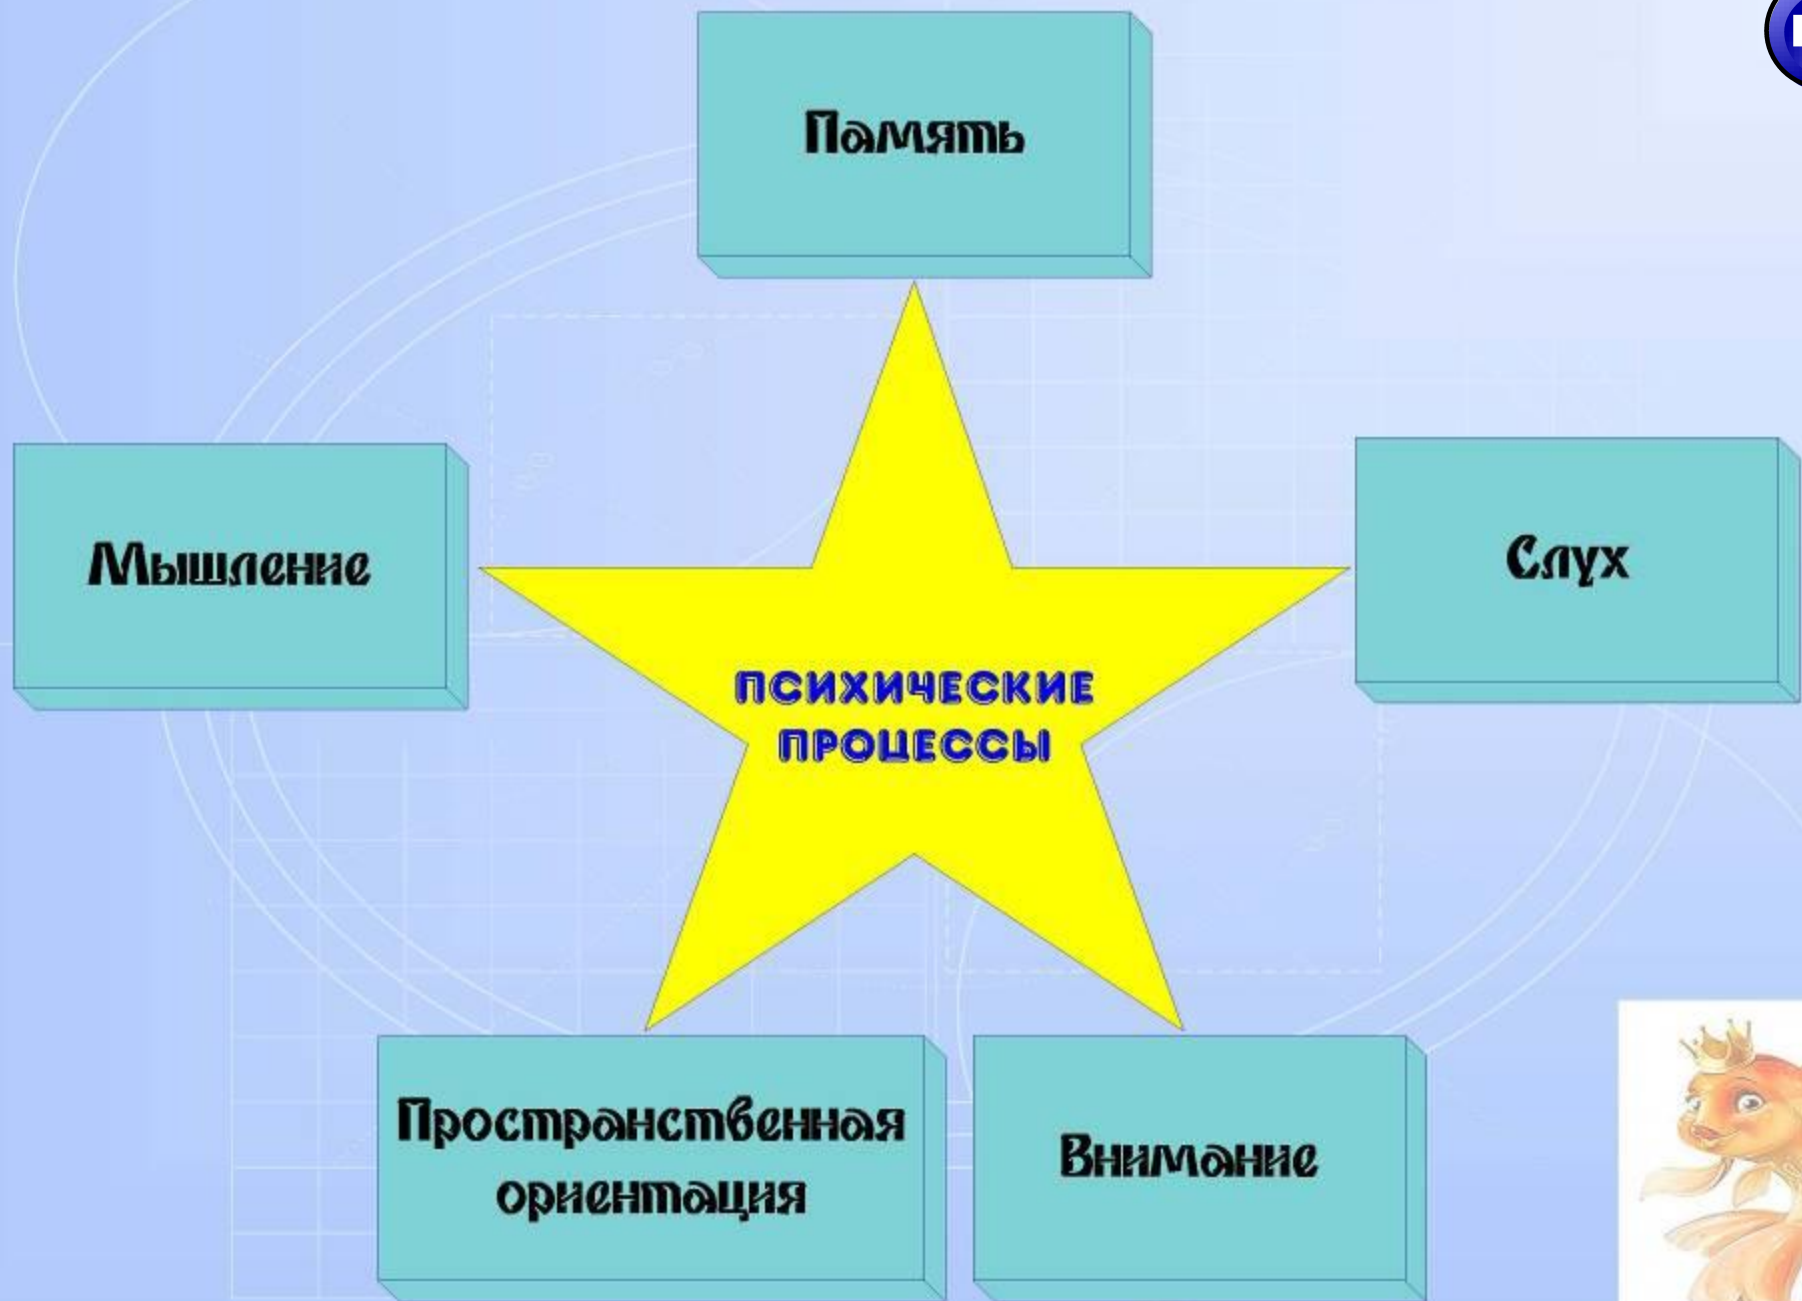 Память
Мышление
Слух
ПСИХИЧЕСКИЕ
ПРОЦЕССЫ
Пространственная
ориентация
Внимание